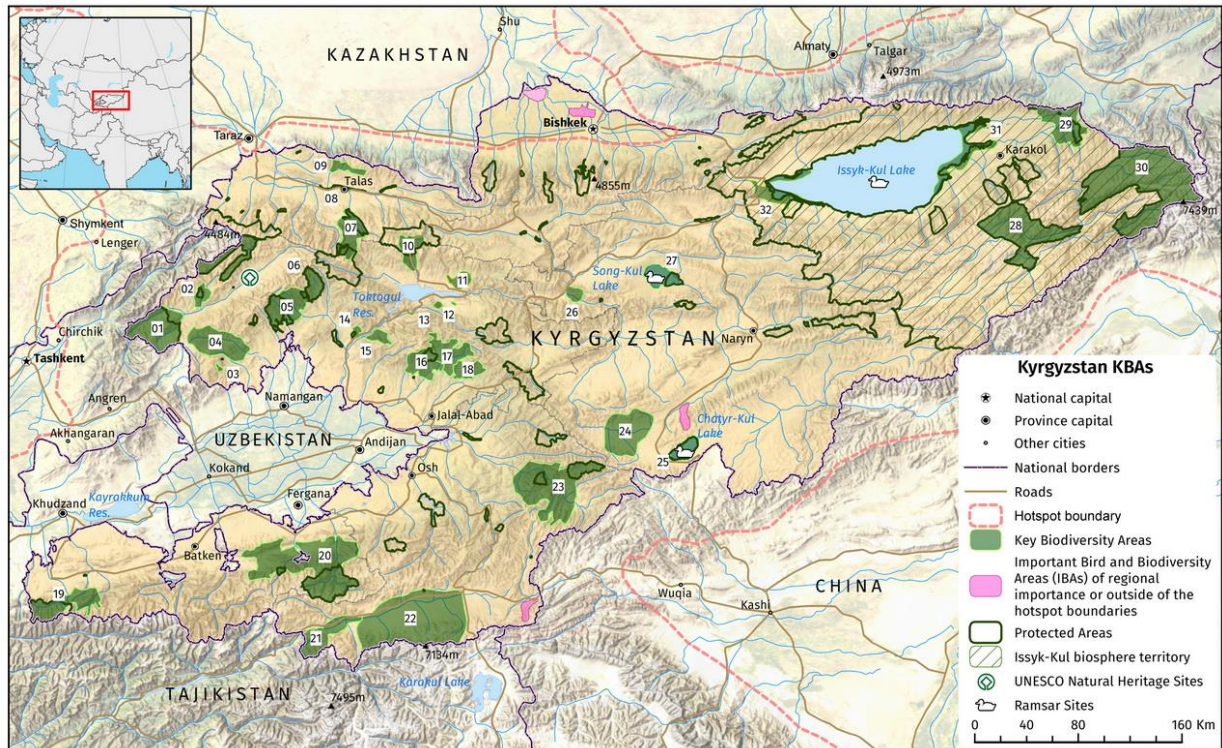 Shu
KAZAKHSTAN
Almaty
Talgar
4973m
Taraz
Bishkek
31
29
Karakol
09
Talas
4855m
Issyk-Kul Lake
30
08
32
7439m
Shymkent
4484m
07
28
Lenger
10
06
27
Song-Kul
Lake
02
11
Toktogul
Res.
05
26
01
14
13
12
KYRGYZSTAN
Naryn
Chirchik
04
15
Tashkent
16
17
18
03
Angren
Namangan
Jalal-Abad
Chatyr-Kul
Lake
Akhangaran
UZBEKISTAN
Andijan
24
25
Kokand
Osh
Khudzand
Kayrakkum
Res.
Fergana
23
Batken
20
CHINA
Wuqia
Kashi
19
22
21
7134m
TAJIKISTAN
7495m
Karakul Lake
Kyrgyzstan KBAs
National capital
Province capital
Other cities
National borders
Roads
Hotspot boundary
Key Biodiversity Areas
Important Bird and Biodiversity
Areas (IBAs) of regional
importance or outside of the
hotspot boundaries
Protected Areas
Issyk-Kul biosphere territory
UNESCO Natural Heritage Sites
Ramsar Sites
0 40 80 160 Km